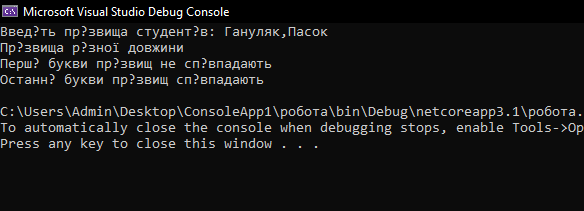 Microsoft Visual Studio Debug Console
Введ?ть пр?звища студент?в: Гануляк,Пасок
Пр?звища р?зної довжини
Перш? букви пр?звищ не сп?впадають
Останн? букви пр?звищ сп?впадають
C:\Users\Admin\Desktop\ConsoleApp1\робота\bin\Debug\netcoreapp3.1\робота.
To automatically close the console when debugging stops, enable Tools->Op
Press any key to close this window . . .